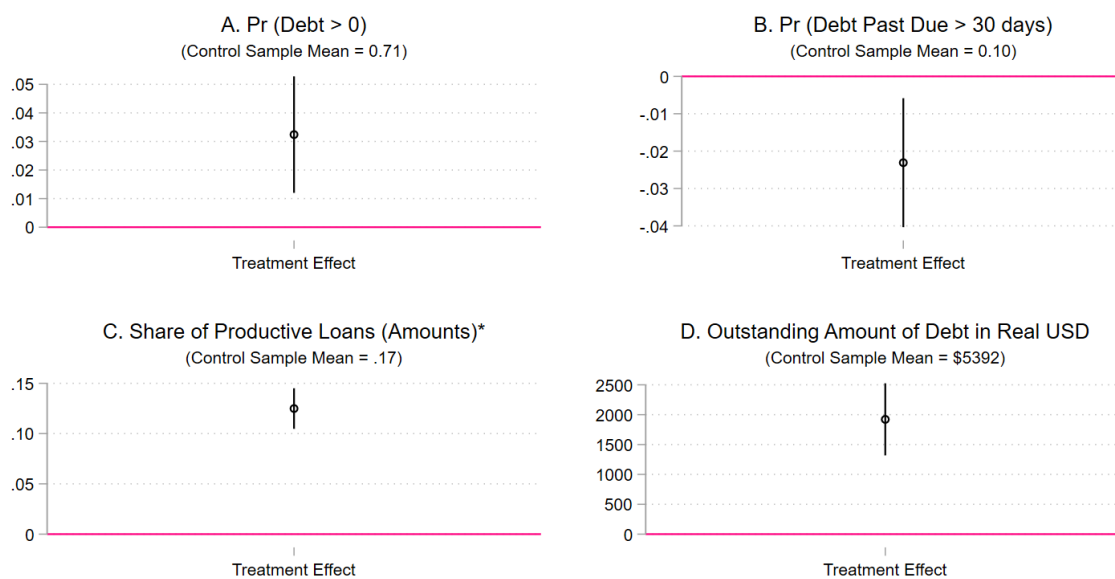 A. Pr (Debt > 0)
(Control Sample Mean = 0.71)
.05
.04
.03
.02
.01
0
Treatment Effect
B. Pr (Debt Past Due > 30 days)
(Control Sample Mean = 0.10)
0
-.01
-.02
-.03
-.04
Treatment Effect
C. Share of Productive Loans (Amounts)*
(Control Sample Mean = .17)
.15
.10
.05
0
Treatment Effect
D. Outstanding Amount of Debt in Real USD
(Control Sample Mean = $5392)
2500
2000
1500
1000
500
0
Treatment Effect